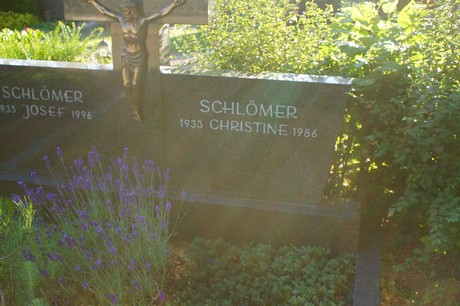 SCHLÖMER
1933 JOSEF 1996
SCHLÖMER
1933 CHRISTINE 1986